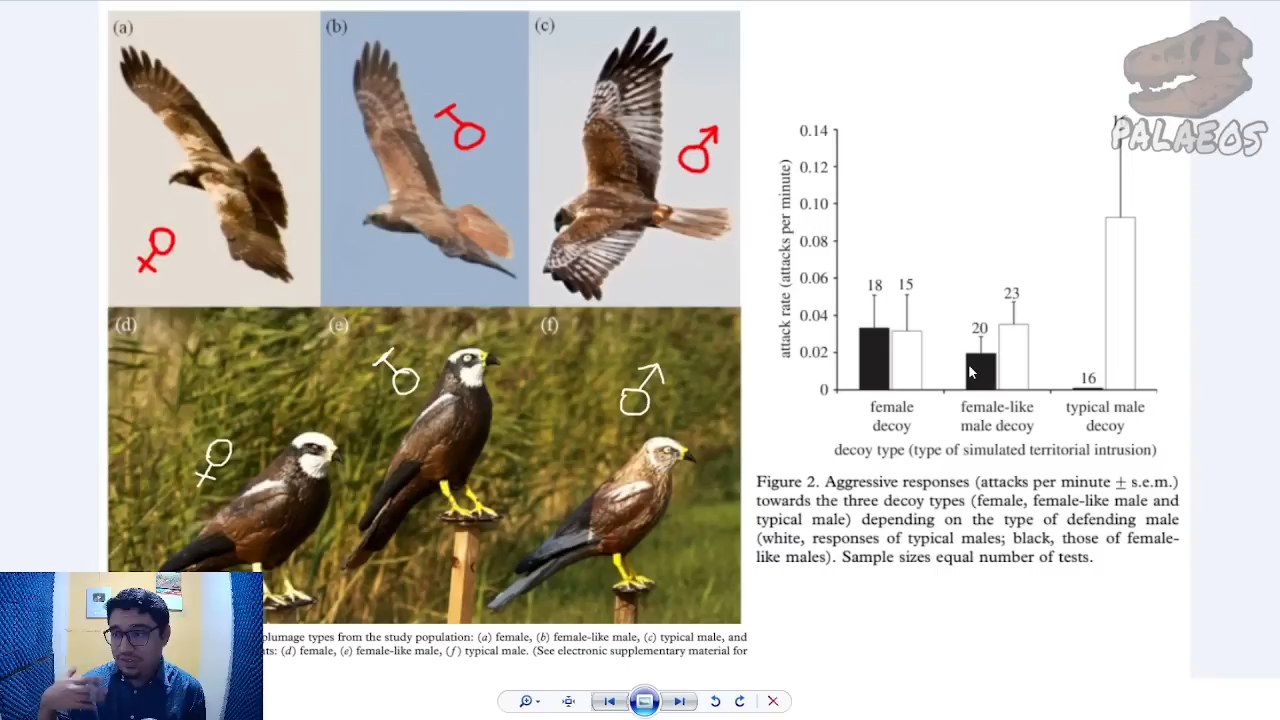 (a)
(b)
(c)
(d)
(e)
(f)
plumage types from the study population: (a) female, (b) female-like male, (c) typical male, and
ts: (d) female, (e) female-like male, (f) typical male. (See electronic supplementary material for
PALAEOS
attack rate (attacks per minute)
0.14
0.12
0.10
0.08
0.06
0.04
0.02
0
18
15
20
23
16
female
decoy
female-like
male decoy
typical male
decoy
decoy type (type of simulated territorial intrusion)
Figure 2. Aggressive responses (attacks per minute ± s.e.m.)
towards the three decoy types (female, female-like male and
typical male) depending on the type of defending male
(white, responses of typical males; black, those of female-
like males). Sample sizes equal number of tests.